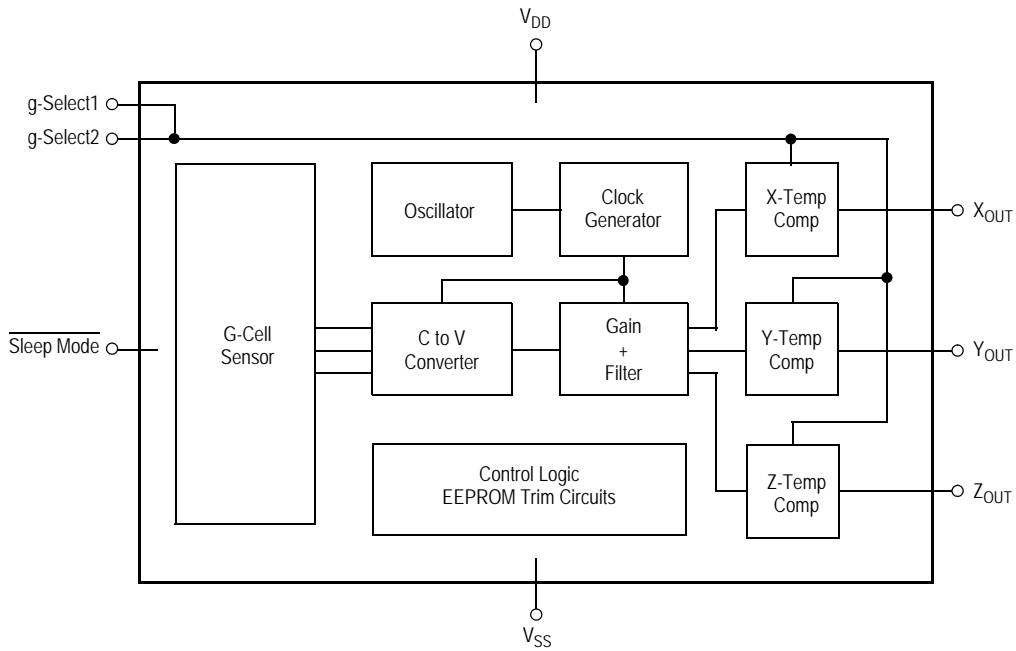 VDD
g-Select1
g-Select2
Oscillator
Clock
Generator
X-Temp
Comp
XOUT
Sleep Mode
G-Cell
Sensor
C to V
Converter
Gain
+
Filter
Y-Temp
Comp
YOUT
Control Logic
EEPROM Trim Circuits
Z-Temp
Comp
ZOUT
VSS